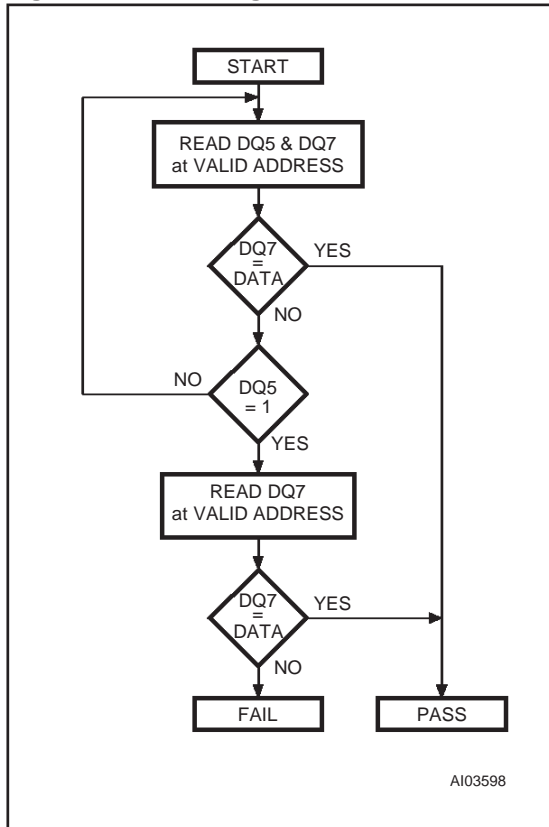 START
READ DQ5 & DQ7
at VALID ADDRESS
DQ7
=
DATA
YES
NO
NO
DQ5
= 1
YES
READ DQ7
at VALID ADDRESS
DQ7
=
DATA
YES
NO
FAIL
PASS
AI03598